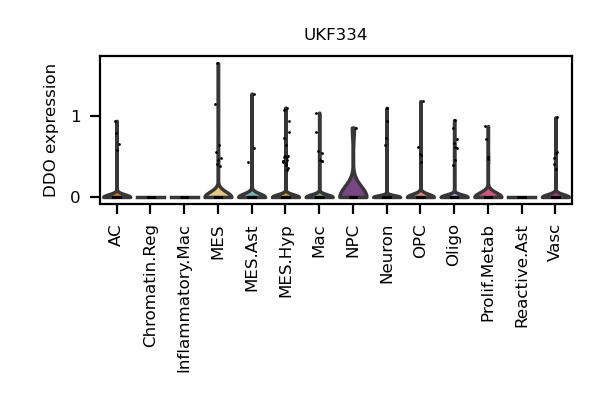 UKF334
DDO expression
1
0
AC
Chromatin.Reg
Inflammatory.Mac
MES
MES.Ast
MES.Hyp
Mac
NPC
Neuron
OPC
Oligo
Prolif.Metab
Reactive.Ast
Vasc